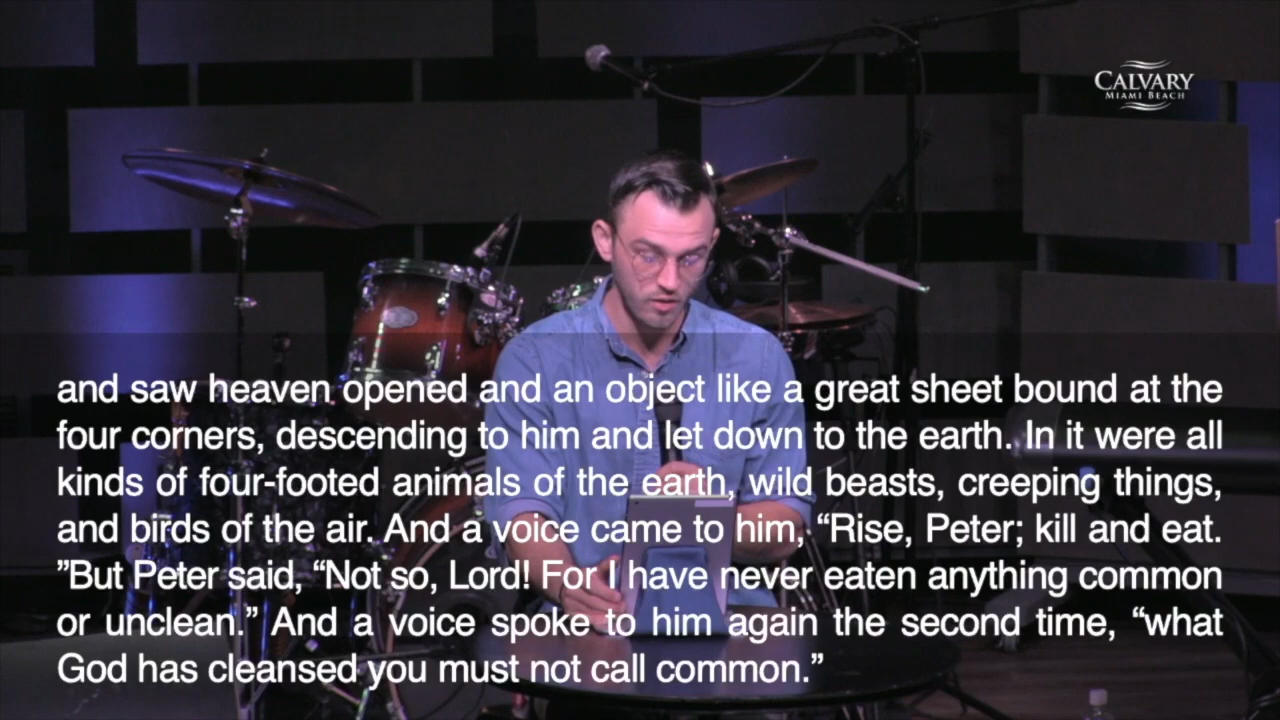 CALVARY
MIAMI BEACH
and saw heaven opened and an object like a great sheet bound at the
four corners, descending to him and let down to the earth. In it were all
kinds of four-footed animals of the earth, wild beasts, creeping things,
and birds of the air. And a voice came to him, “Rise, Peter; kill and eat.
”But Peter said, “Not so, Lord! For I have never eaten anything common
or unclean.” And a voice spoke to him again the second time, “what
God has cleansed you must not call common.”